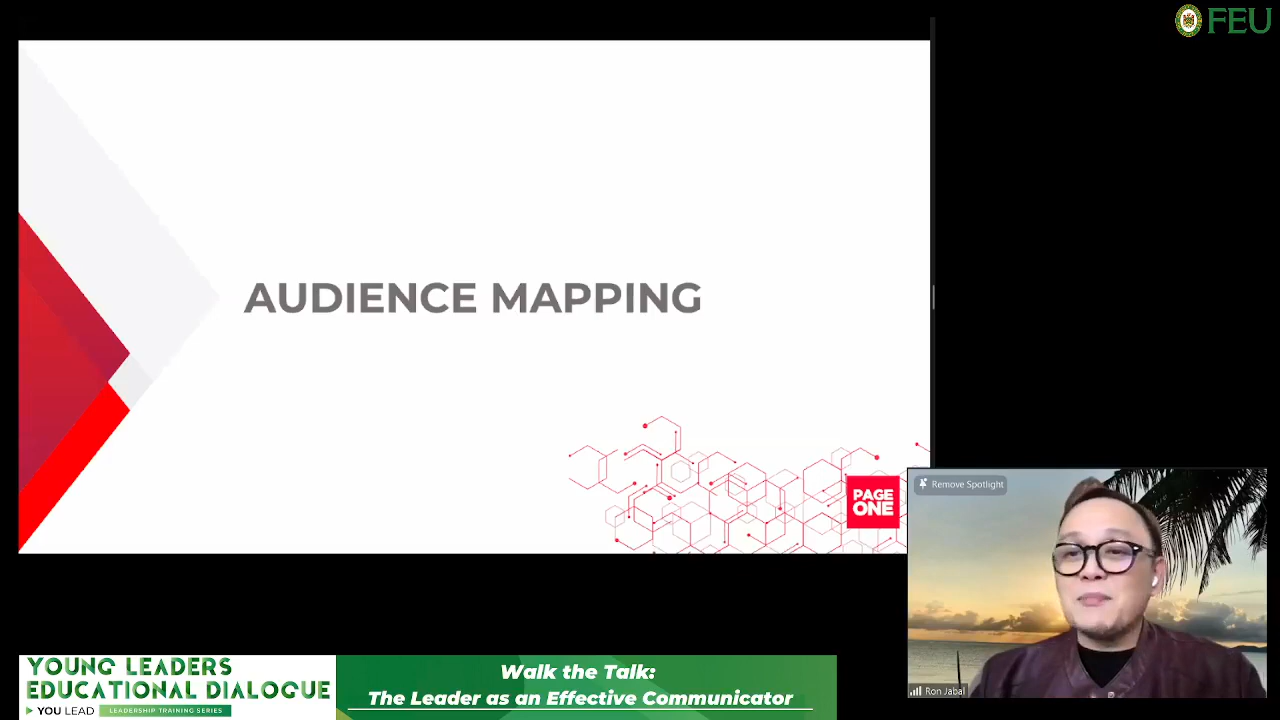 FEU
AUDIENCE MAPPING
PAGE
ONE
Remove Spotlight
Ron Jabal
YOUNG LEADERS
EDUCATIONAL DIALOGUE
YOU LEAD
LEADERSHIP TRAINING SERIES
Walk the Talk:
The Leader as an Effective Communicator